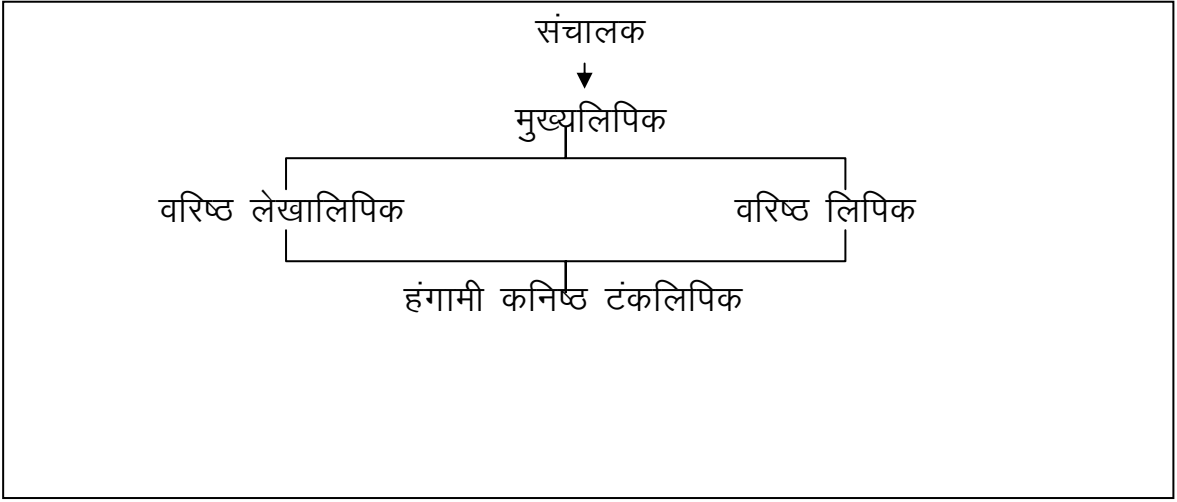 संचालक
मुख्यलिपिक
वरिष्ठ लेखालिपिक वरिष्ठ लिपिक
हंगामी कनिष्ठ टंकलिपिक